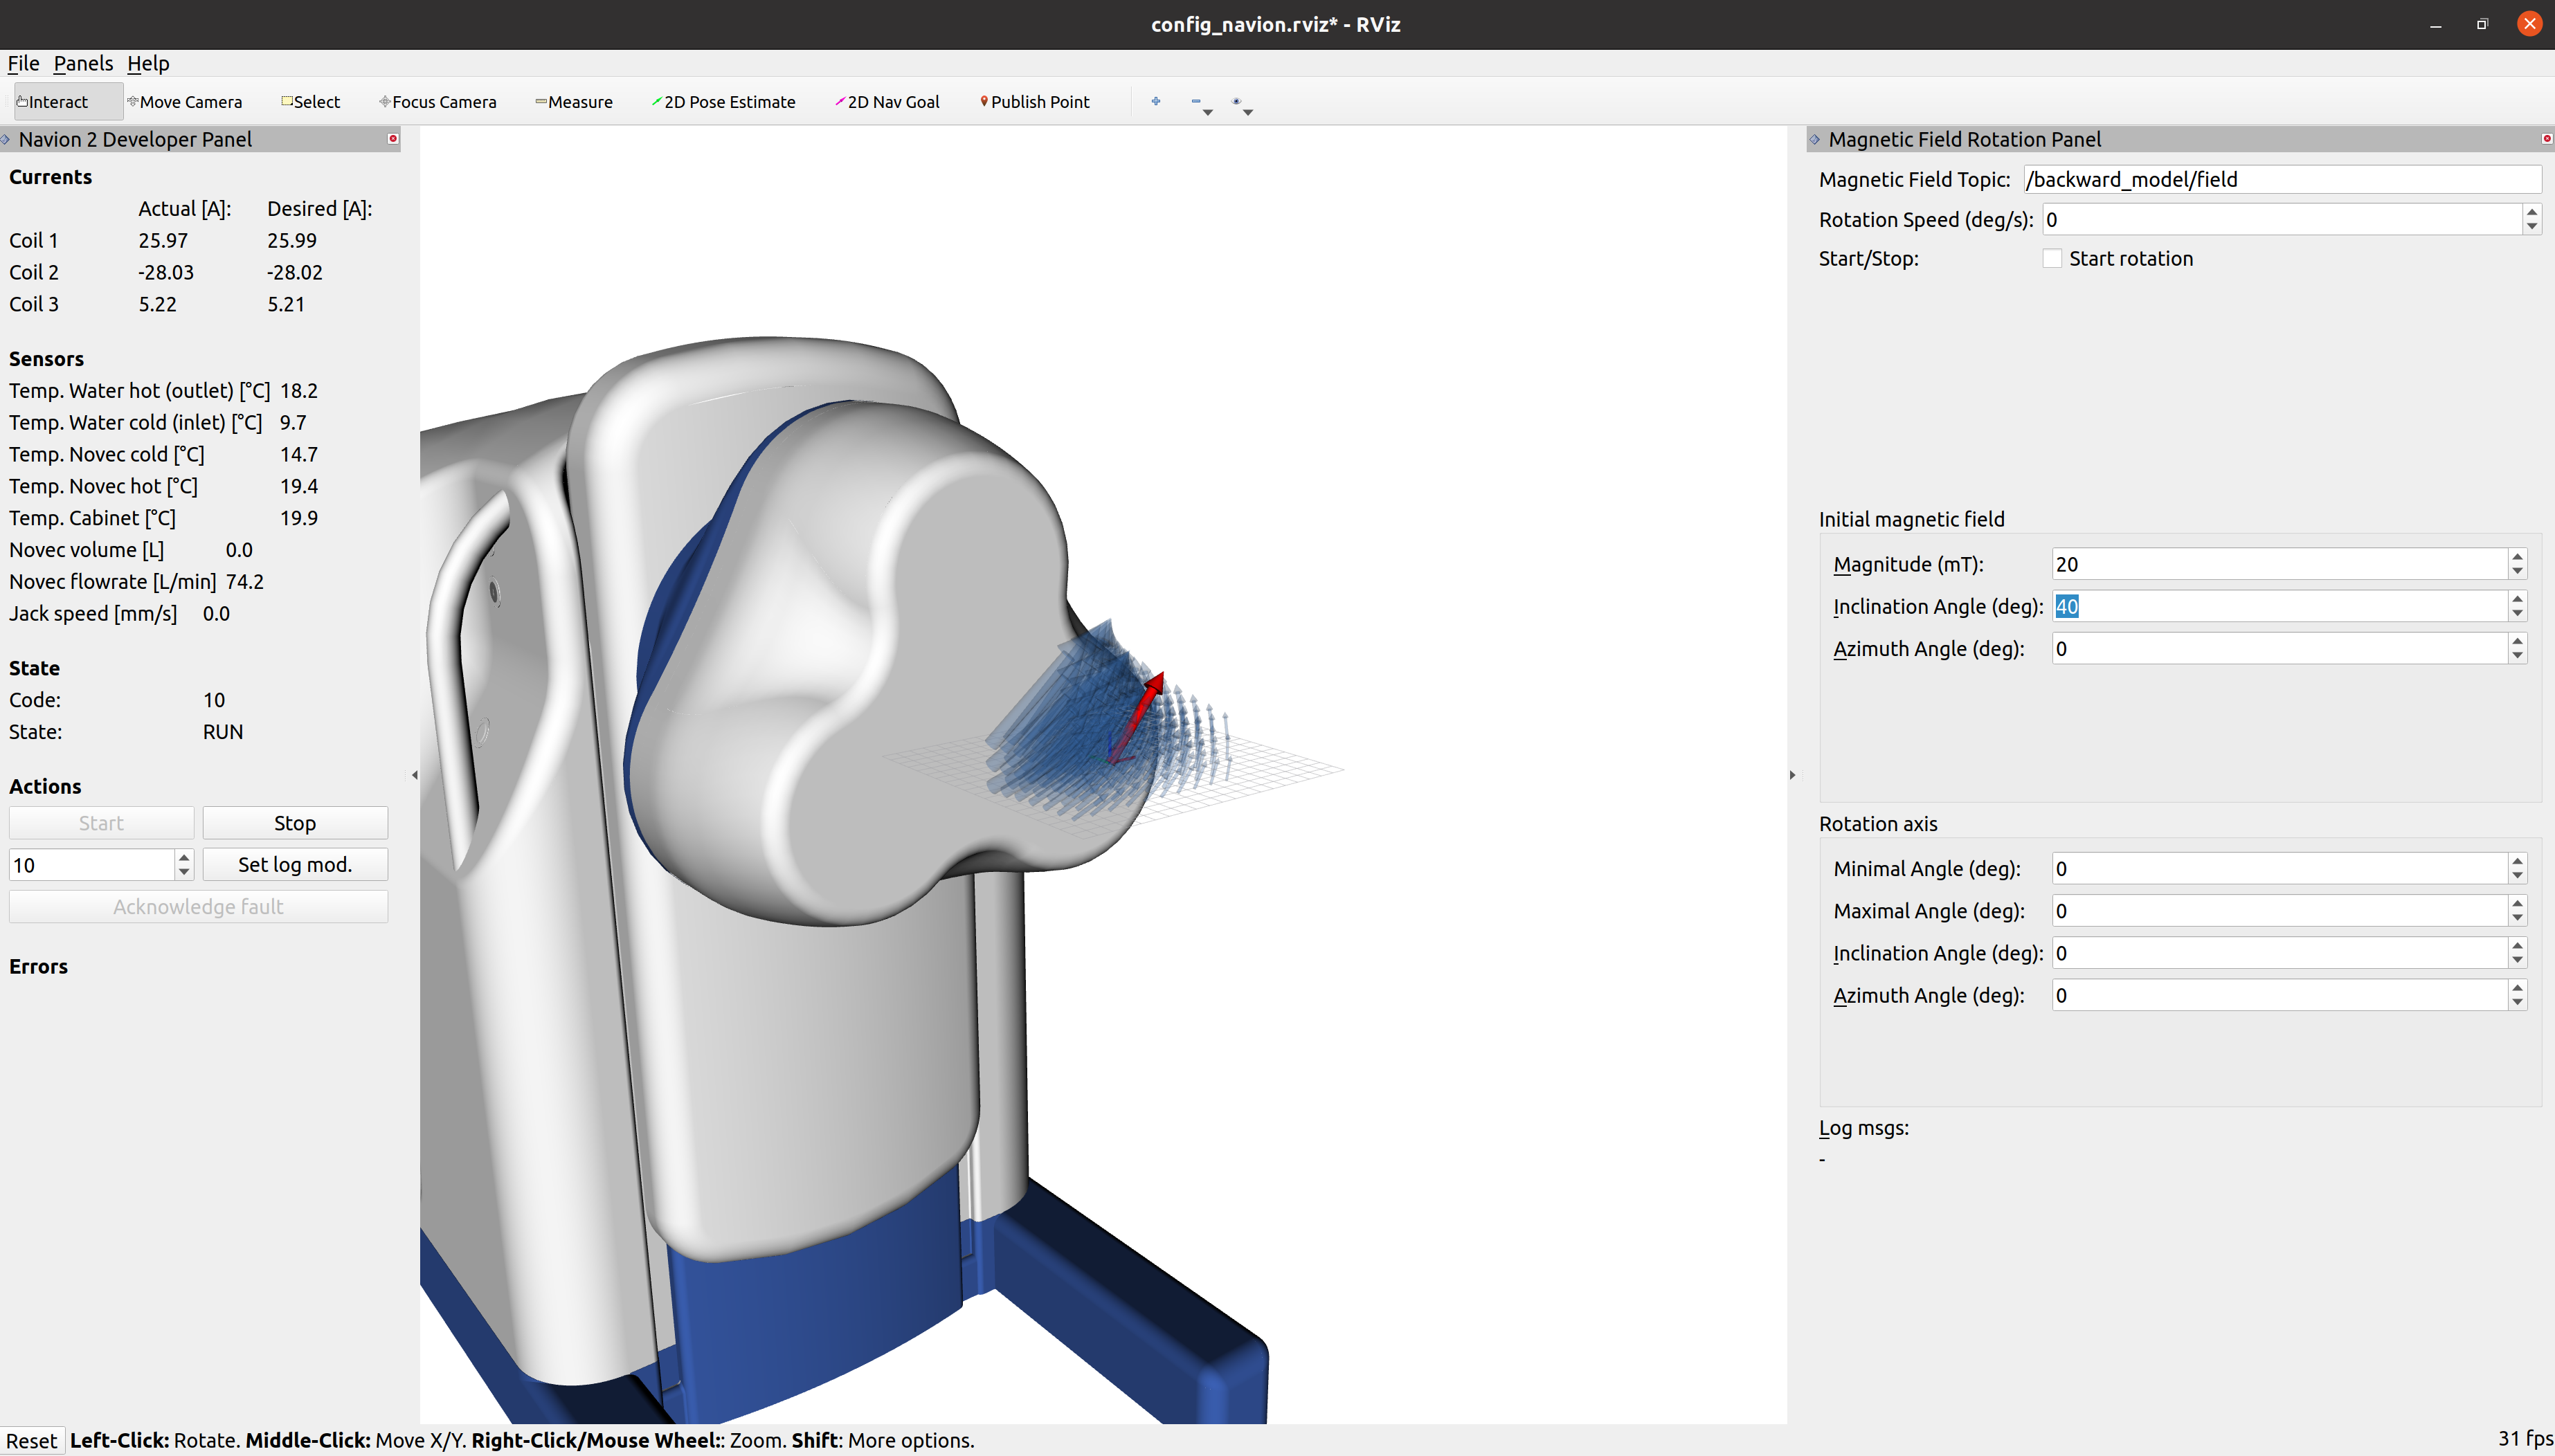 config_navion.rviz* - RViz
File Panels Help
Interact Move Camera Select Focus Camera Measure 2D Pose Estimate 2D Nav Goal Publish Point
Navion 2 Developer Panel
Currents
Actual [A]: Desired [A]:
Coil 1 25.97 25.99
Coil 2 -28.03 -28.02
Coil 3 5.22 5.21
Sensors
Temp. Water hot (outlet) [°C] 18.2
Temp. Water cold (inlet) [°C] 9.7
Temp. Novec cold [°C] 14.7
Temp. Novec hot [°C] 19.4
Temp. Cabinet [°C] 19.9
Novec volume [L] 0.0
Novec flowrate [L/min] 74.2
Jack speed [mm/s] 0.0
State
Code: 10
State: RUN
Actions
Start Stop
10 Set log mod.
Acknowledge fault
Errors
Magnetic Field Rotation Panel
Magnetic Field Topic: /backward_model/field
Rotation Speed (deg/s): 0
Start/Stop: Start rotation
Initial magnetic field
Magnitude (mT): 20
Inclination Angle (deg): 40
Azimuth Angle (deg): 0
Rotation axis
Minimal Angle (deg): 0
Maximal Angle (deg): 0
Inclination Angle (deg): 0
Azimuth Angle (deg): 0
Log msgs:
-
Reset Left-Click: Rotate. Middle-Click: Move X/Y. Right-Click/Mouse Wheel:: Zoom. Shift: More options. 31 fps